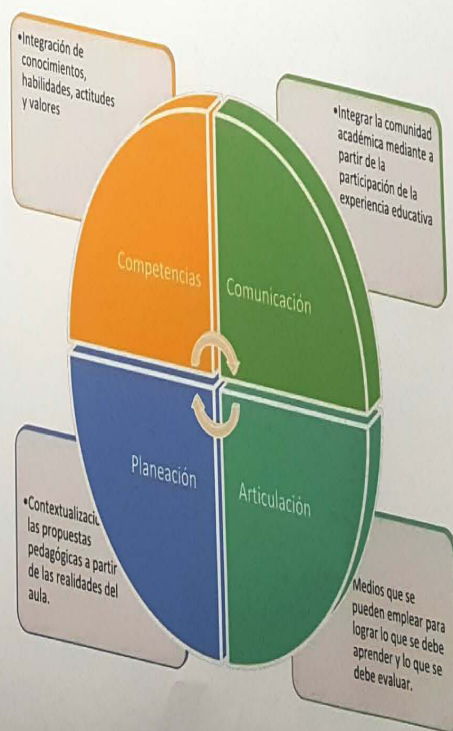 •Integración de
conocimientos,
habilidades, actitudes
y valores
•Integrar la comunidad
académica mediante a
partir de la
participación de la
experiencia educativa
Competencias
Comunicación
Planeación
Articulación
las propuestas
pedagógicas a partir
de las realidades del
aula.
Medios que se
pueden emplear para
lograr lo que se debe
aprender y lo que se
debe evaluar.